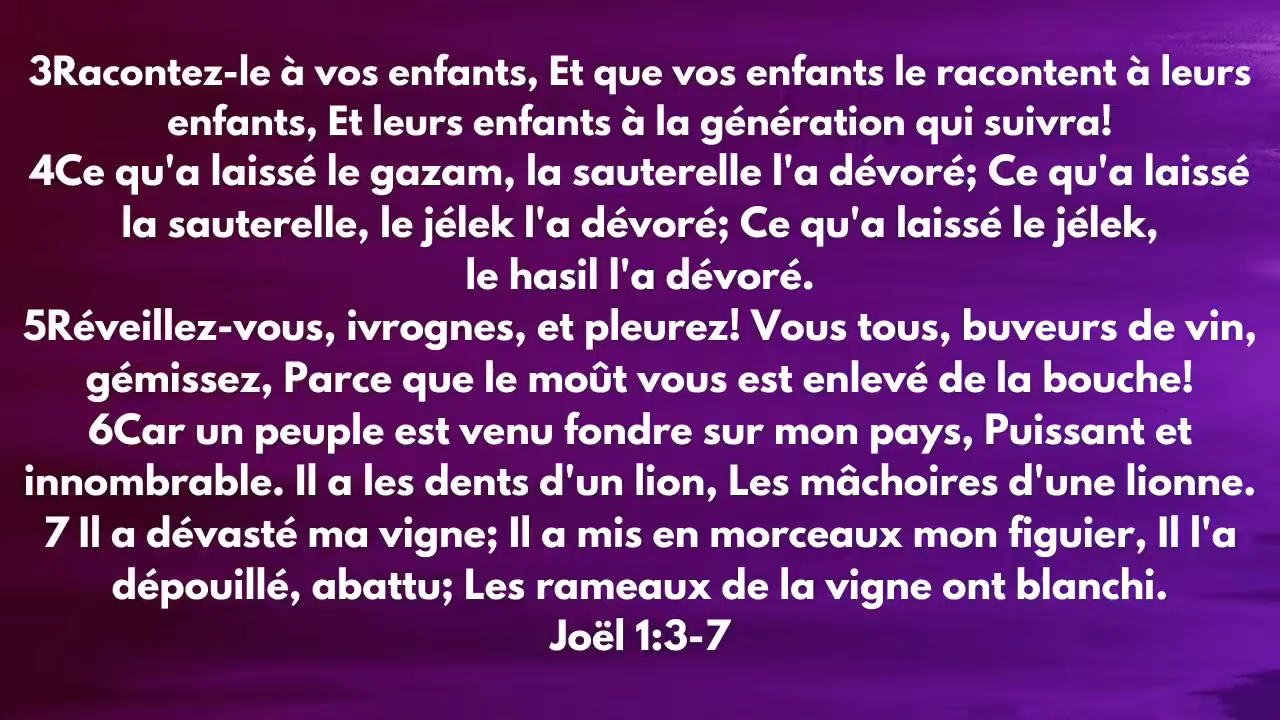 3Racontez-le à vos enfants, Et que vos enfants le racontent à leurs
enfants, Et leurs enfants à la génération qui suivra!
4Ce qu'a laissé le gazam, la sauterelle l'a dévoré; Ce qu'a laissé
la sauterelle, le jélek l'a dévoré; Ce qu'a laissé le jélek,
le hasil l'a dévoré.
5Réveillez-vous, ivrognes, et pleurez! Vous tous, buveurs de vin,
gémissez, Parce que le moût vous est enlevé de la bouche!
6Car un peuple est venu fondre sur mon pays, Puissant et
innombrable. Il a les dents d'un lion, Les mâchoires d'une lionne.
7 Il a dévasté ma vigne; Il a mis en morceaux mon figuier, Il l'a
dépouillé, abattu; Les rameaux de la vigne ont blanchi.
Joël 1:3-7